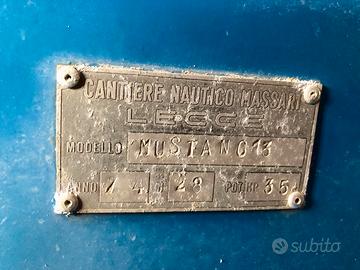 CANTIERE NAUTICO MASSARI
LECCE
MODELLO MUSTANG 13
ANNO 74 N 28 POT. HP. 35
subito